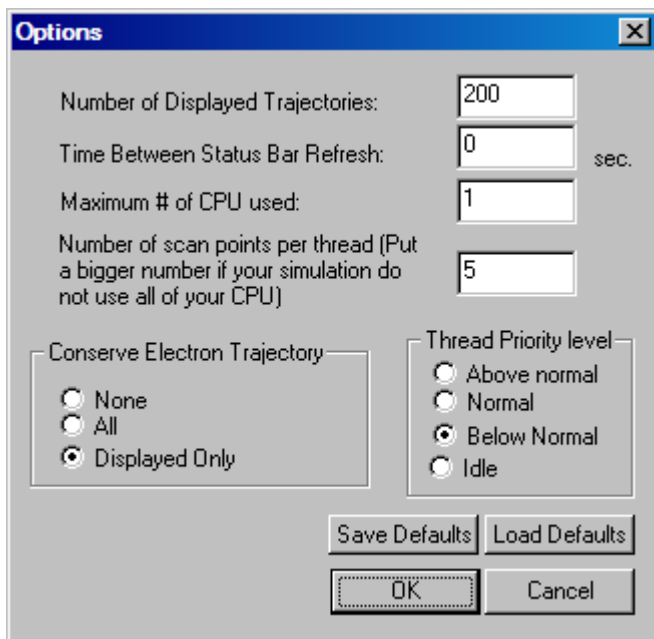 Options
Number of Displayed Trajectories:
200
Time Between Status Bar Refresh:
0
sec.
Maximum # of CPU used:
1
Number of scan points per thread (Put
a bigger number if your simulation do
not use all of your CPU)
5
Conserve Electron Trajectory
None
All
Displayed Only
Thread Priority level
Above normal
Normal
Below Normal
Idle
Save Defaults
Load Defaults
OK
Cancel